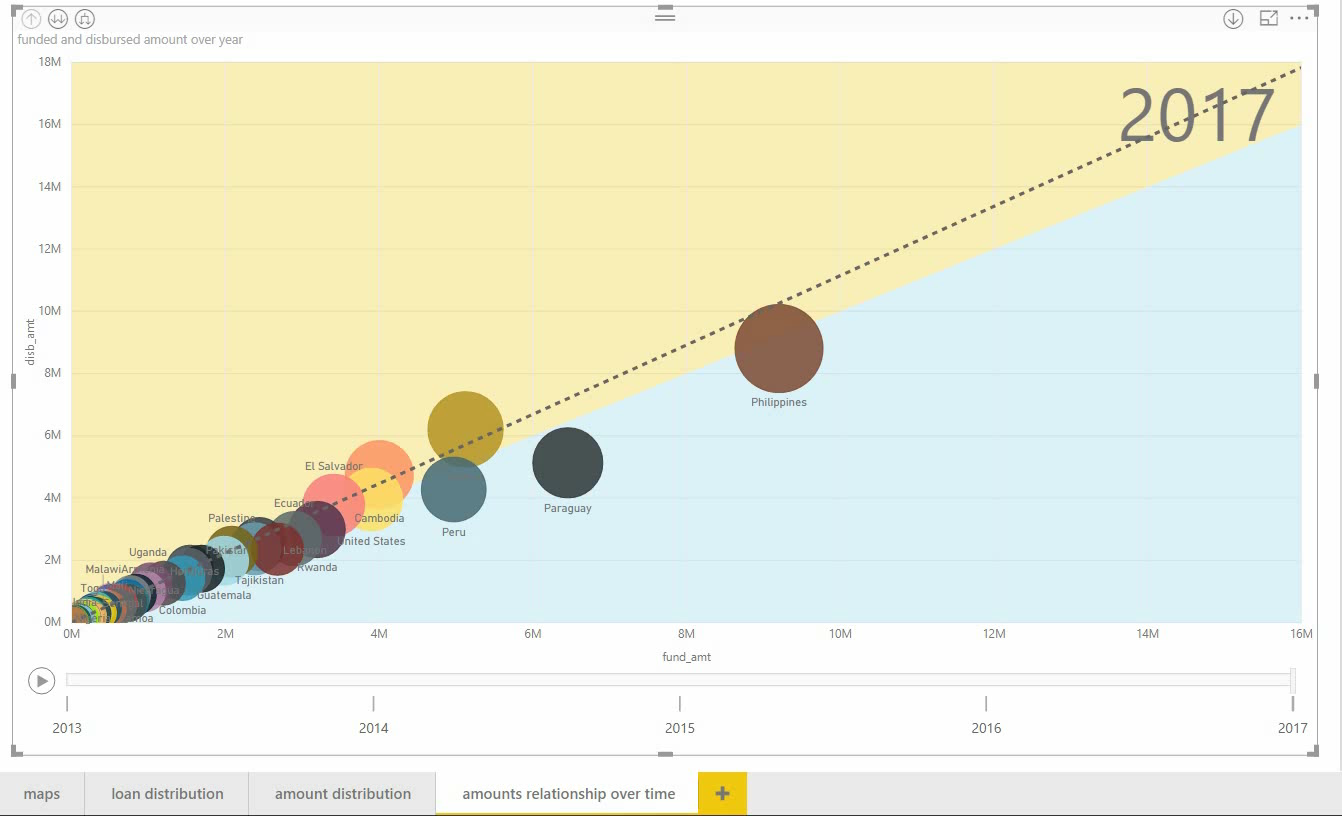 funded and disbursed amount over year
18M
2017
16M
14M
12M
10M
disb_amt
8M
Philippines
6M
El Salvador
4M
Ecuador
Paraguay
Palestine
Cambodia
Peru
United States
Uganda
Pakistan
Lebanon
2M
Honduras
Rwanda
Malawi
Tajikistan
Guatemala
Colombia
India
0M
0M 2M 4M 6M 8M 10M 12M 14M 16M
fund_amt
2013 2014 2015 2016 2017
maps loan distribution amount distribution amounts relationship over time +